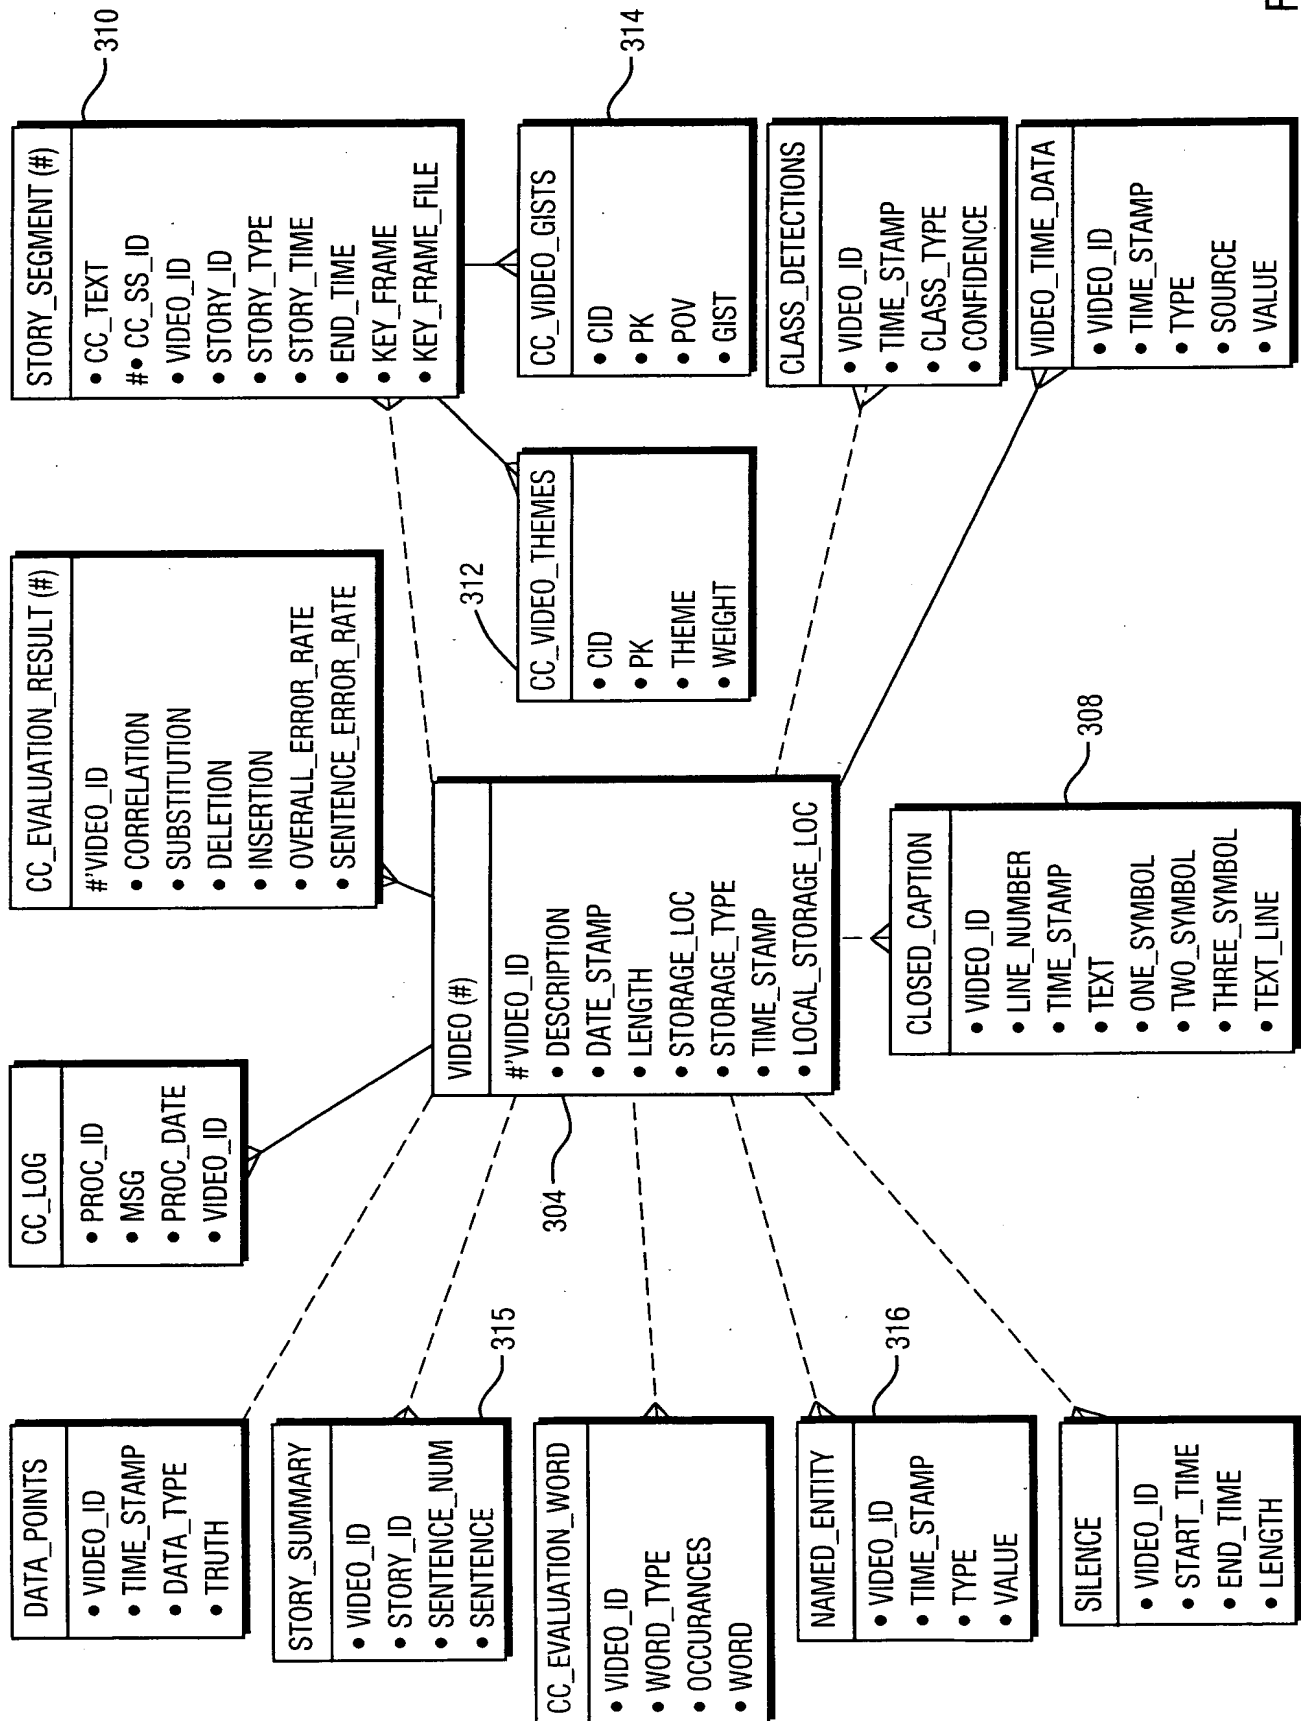 DATA_POINTS
• VIDEO_ID
• TIME_STAMP
• DATA_TYPE
• TRUTH
CC_LOG
• PROC_ID
• MSG
• PROC_DATE
• VIDEO_ID
CC_EVALUATION_RESULT (#)
#'VIDEO_ID
• CORRELATION
• SUBSTITUTION
• DELETION
• INSERTION
• OVERALL_ERROR_RATE
• SENTENCE_ERROR_RATE
STORY_SEGMENT (#)
• CC_TEXT
#• CC_SS_ID
• VIDEO_ID
• STORY_ID
• STORY_TYPE
• STORY_TIME
• END_TIME
• KEY_FRAME
• KEY_FRAME_FILE
310
STORY_SUMMARY
• VIDEO_ID
• STORY_ID
• SENTENCE_NUM
• SENTENCE
315
VIDEO (#)
#'VIDEO_ID
• DESCRIPTION
• DATE_STAMP
• LENGTH
• STORAGE_LOC
• STORAGE_TYPE
• TIME_STAMP
• LOCAL_STORAGE_LOC
304
312
CC_VIDEO_THEMES
• CID
• PK
• THEME
• WEIGHT
CC_VIDEO_GISTS
• CID
• PK
• POV
• GIST
314
CC_EVALUATION_WORD
• VIDEO_ID
• WORD_TYPE
• OCCURANCES
• WORD
NAMED_ENTITY
• VIDEO_ID
• TIME_STAMP
• TYPE
• VALUE
316
CLASS_DETECTIONS
• VIDEO_ID
• TIME_STAMP
• CLASS_TYPE
• CONFIDENCE
SILENCE
• VIDEO_ID
• START_TIME
• END_TIME
• LENGTH
CLOSED_CAPTION
• VIDEO_ID
• LINE_NUMBER
• TIME_STAMP
• TEXT
• ONE_SYMBOL
• TWO_SYMBOL
• THREE_SYMBOL
• TEXT_LINE
308
VIDEO_TIME_DATA
• VIDEO_ID
• TIME_STAMP
• TYPE
• SOURCE
• VALUE